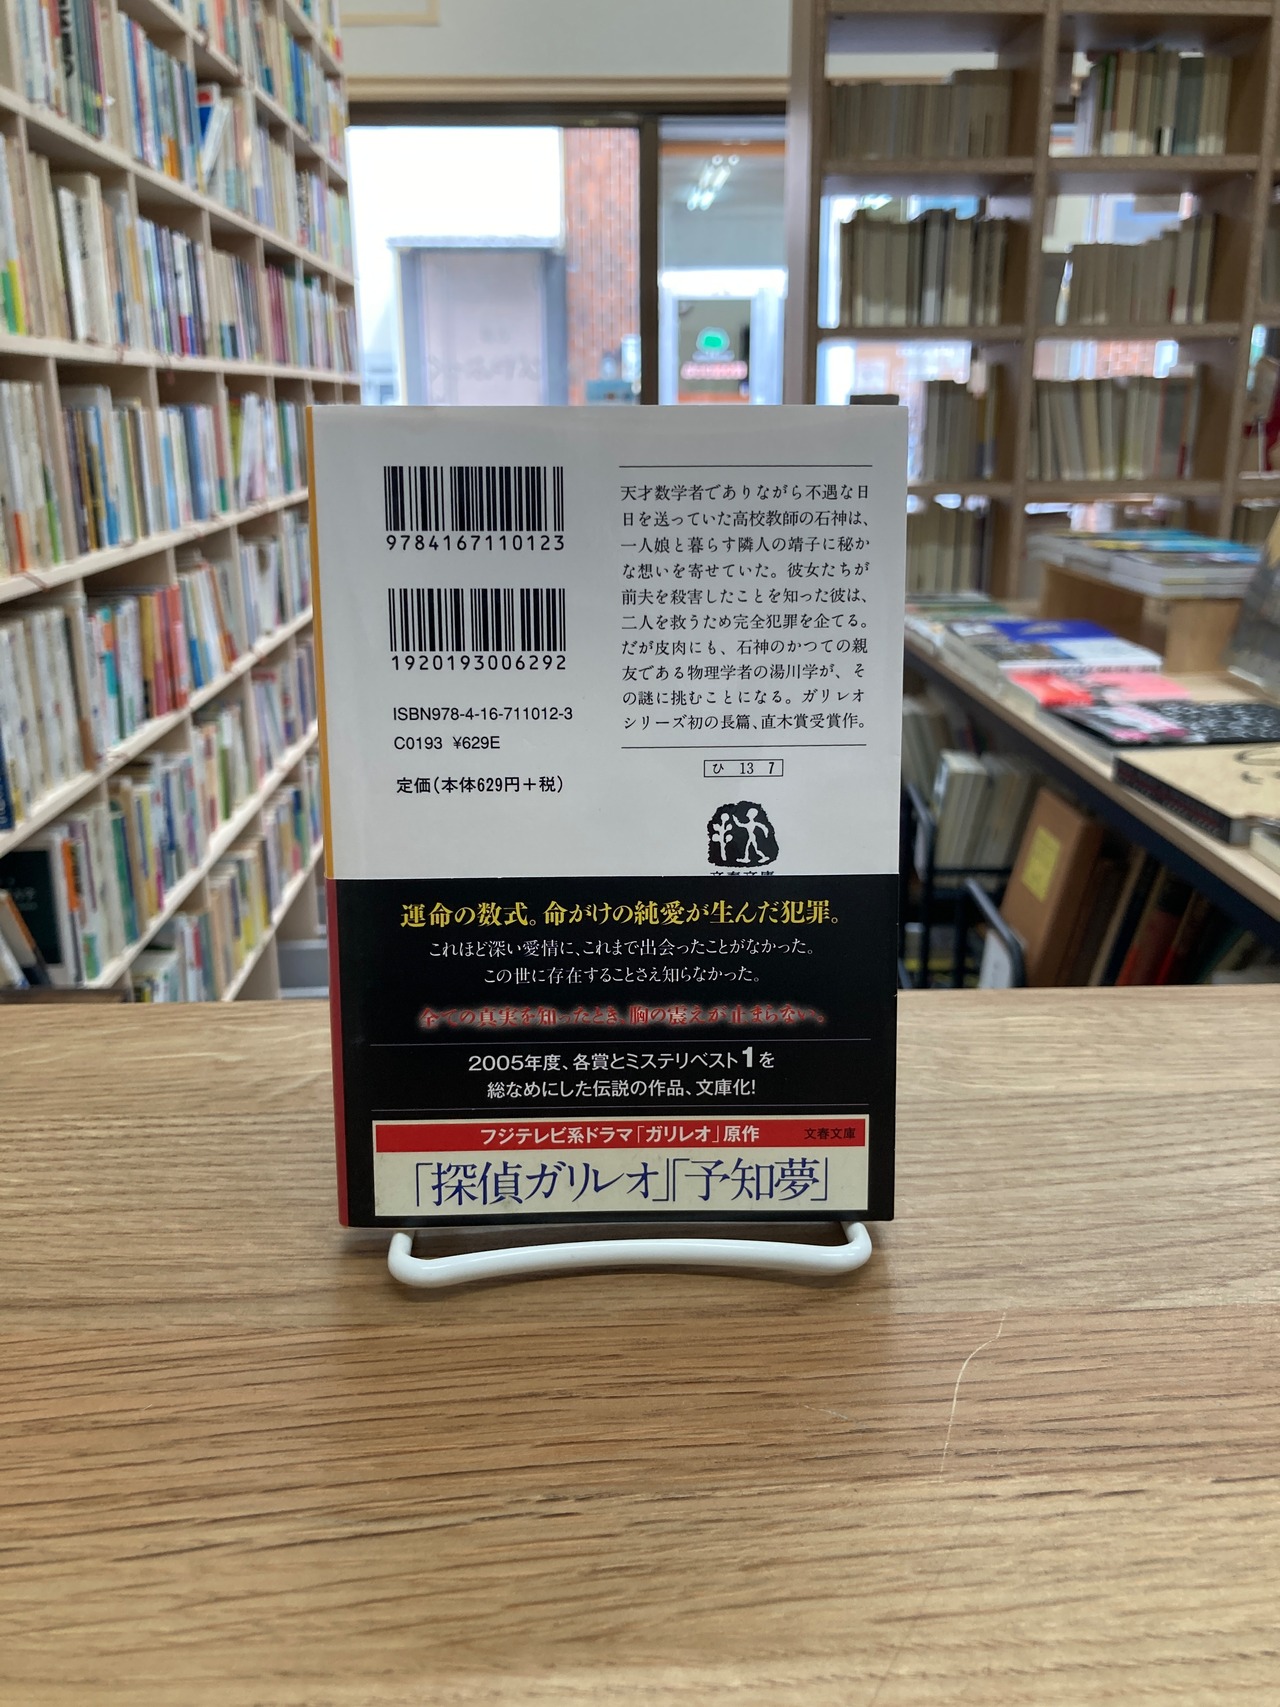 9784167110123
1920193006292
ISBN978-4-16-711012-3
C0193 ¥629E
定価(本体629円+税)
天才数学者でありながら不遇な日
日を送っていた高校教師の石神は、
一人娘と暮らす隣人の靖子に秘か
な想いを寄せていた。彼女たちが
前夫を殺害したことを知った彼は、
二人を救うため完全犯罪を企てる。
だが皮肉にも、石神のかつての親
友である物理学者の湯川学が、そ
の謎に挑むことになる。ガリレオ
シリーズ初の長篇、直木賞受賞作。
ひ 13 7
文春文庫
運命の数式。命がけの純愛が生んだ犯罪。
これほど深い愛情に、これまで出会ったことがなかった。
この世に存在することさえ知らなかった。
全ての真実を知ったとき、胸の震えが止まらない。
2005年度、各賞とミステリベスト1を
総なめにした伝説の作品、文庫化!
フジテレビ系ドラマ「ガリレオ」原作 文春文庫
「探偵ガリレオ」「予知夢」